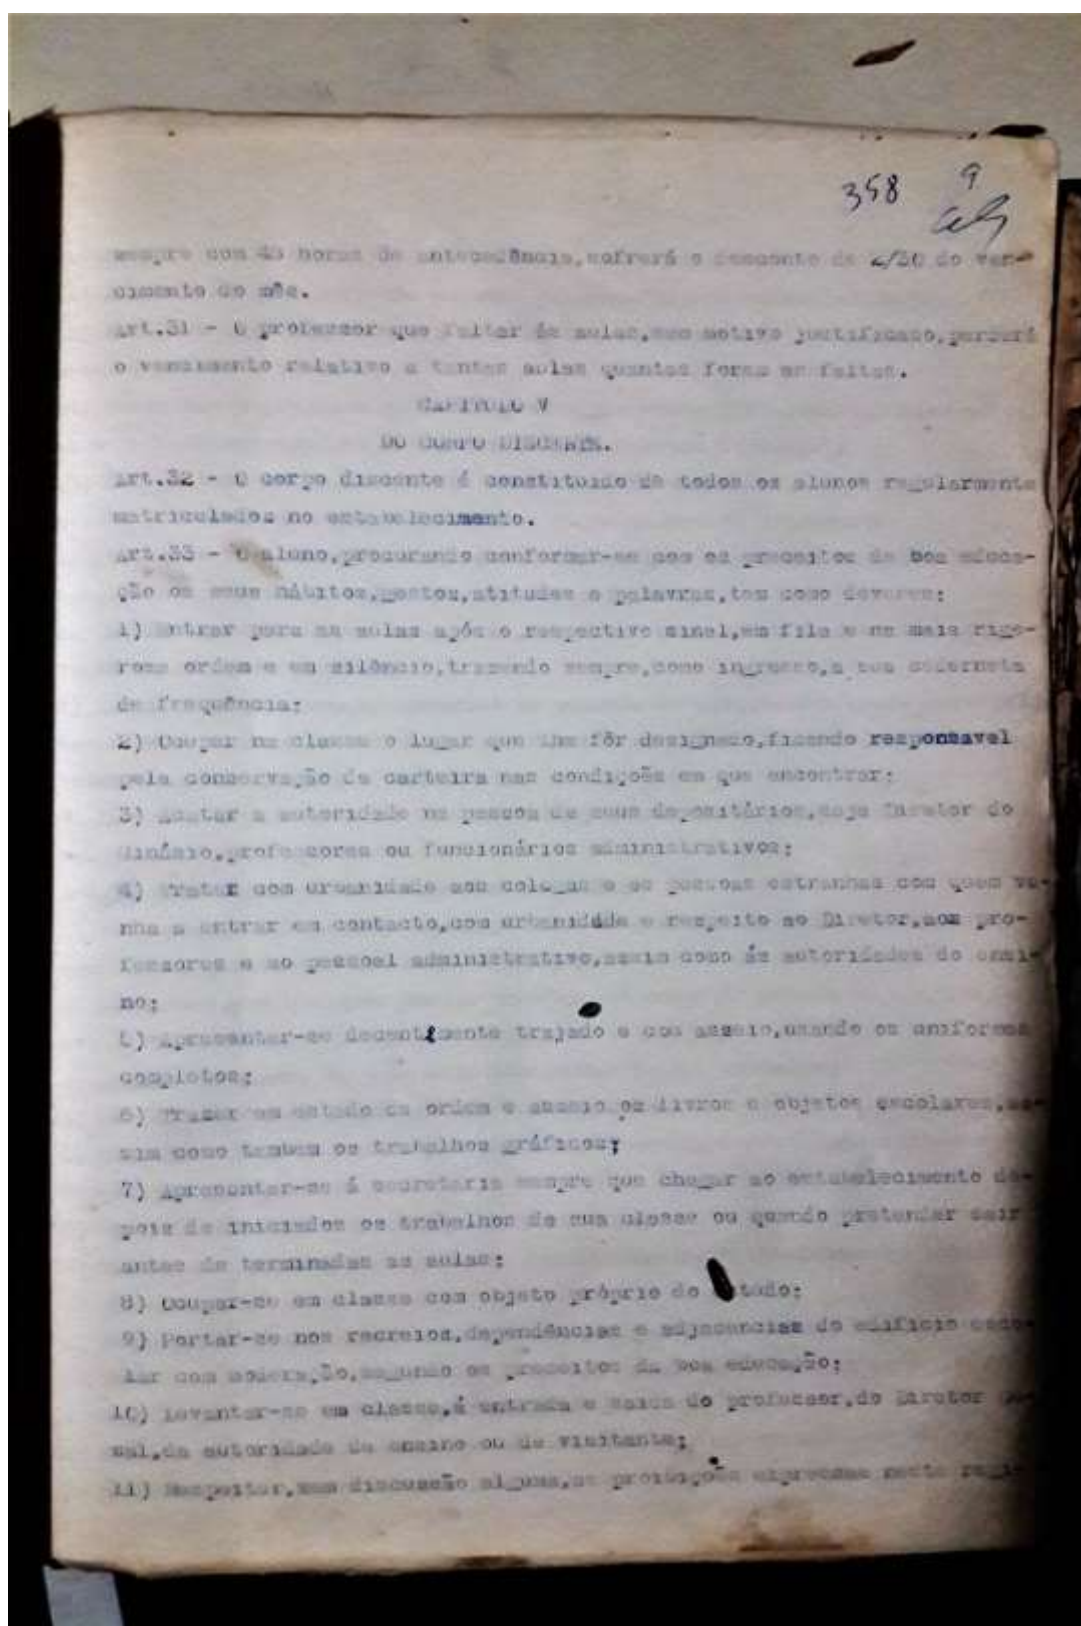 358 9
sempre com 48 horas de antecedência,sofrerá o desconto de 2/30 do ven-
cimento do mês.
Art.31 - O professor que faltar ás aulas,sem motivo justificado,perderá
o vencimento relativo a tantas aulas quantas forem as faltas.
CAPITULO V
DO CORPO DISCENTE.
Art.32 - O corpo discente é constituido de todos os alunos regularmente
matriculados no estabelecimento.
Art.33 - O aluno,procurando conformar-se com os preceitos da boa educa-
ção os seus hábitos,gestos,atitudes e palavras,tem como deveres:
1) Entrar para as aulas após o respectivo sinal,em fila e na mais rigo-
rosa ordem e em silêncio,trazendo sempre,como ingresso,a sua caderneta
de frequência;
2) Ocupar na classe o lugar que lhe fôr designado,ficando responsavel
pela conservação da carteira nas condições em que encontrar;
3) Acatar a autoridade na pessoa de seus depositários,seja Diretor do
Ginásio,professores ou funcionários administrativos;
4) Tratar com urbanidade aos colegas e as pessoas estranhas com quem ve-
nha a entrar em contacto,com urbanidade e respeito ao Diretor,aos pro-
fessores e ao pessoal administrativo,assim como ás autoridades do ensi-
no;
5) Apresentar-se decentemente trajado e com asseio,usando os uniformes
completos;
6) Trazer em estado de ordem e asseio os livros e objetos escolares,as-
sim como tambem os trabalhos gráficos;
7) Apresentar-se á secretaria sempre que chegar ao estabelecimento de-
pois de iniciados os trabalhos de sua classe ou quando pretender sair
antes de terminadas as aulas;
8) Ocupar-se em classe com objeto próprio do estudo;
9) Portar-se nos recreios,dependências e adjacencias do edificio esco-
lar com moderação,segundo os preceitos da boa educação;
10) Levantar-se em classe,á entrada e saida do professor,do Diretor
da autoridade de ensino ou de visitante;
11) Respeitar,sem discussão alguma,as proibições expressas neste regi-